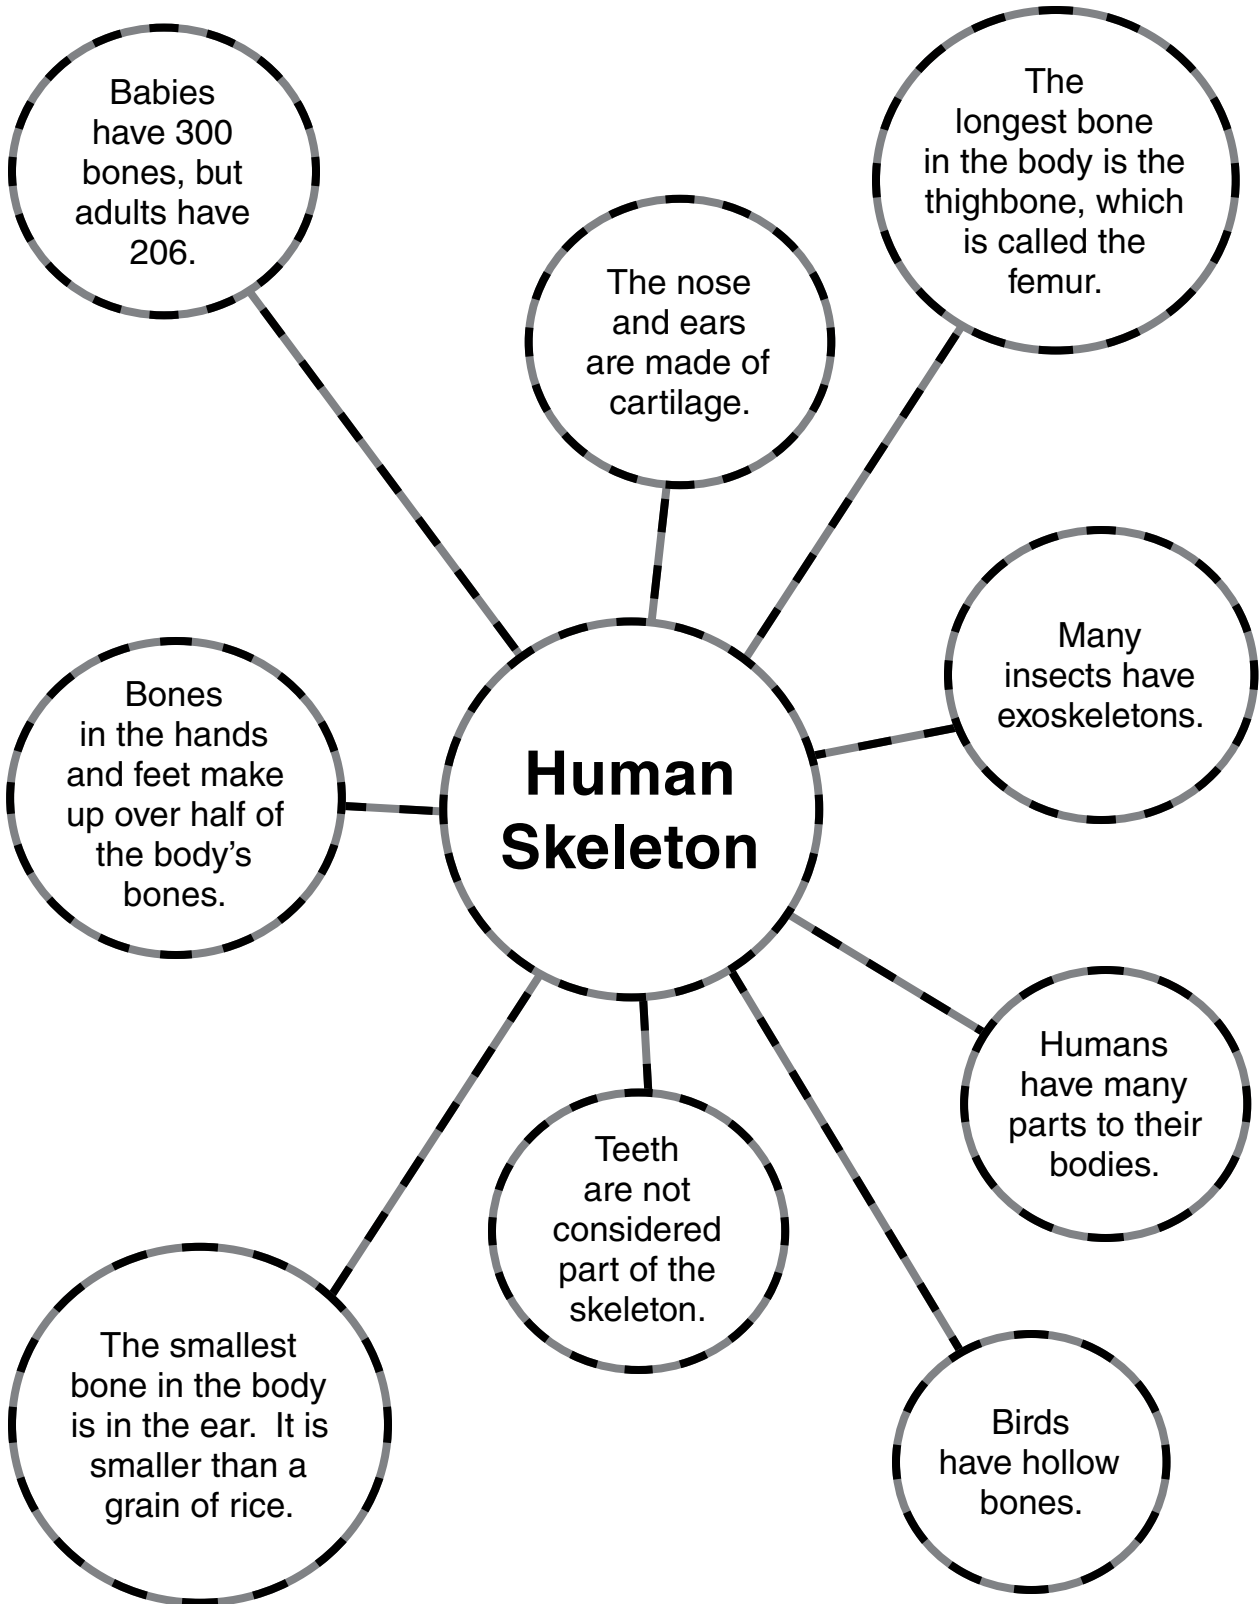 Babies
have 300
bones, but
adults have
206.
The nose
and ears
are made of
cartilage.
The
longest bone
in the body is the
thighbone, which
is called the
femur.
Many
insects have
exoskeletons.
Bones
in the hands
and feet make
up over half of
the body’s
bones.
Human
Skeleton
Humans
have many
parts to their
bodies.
Teeth
are not
considered
part of the
skeleton.
The smallest
bone in the body
is in the ear.  It is
smaller than a
grain of rice.
Birds
have hollow
bones.